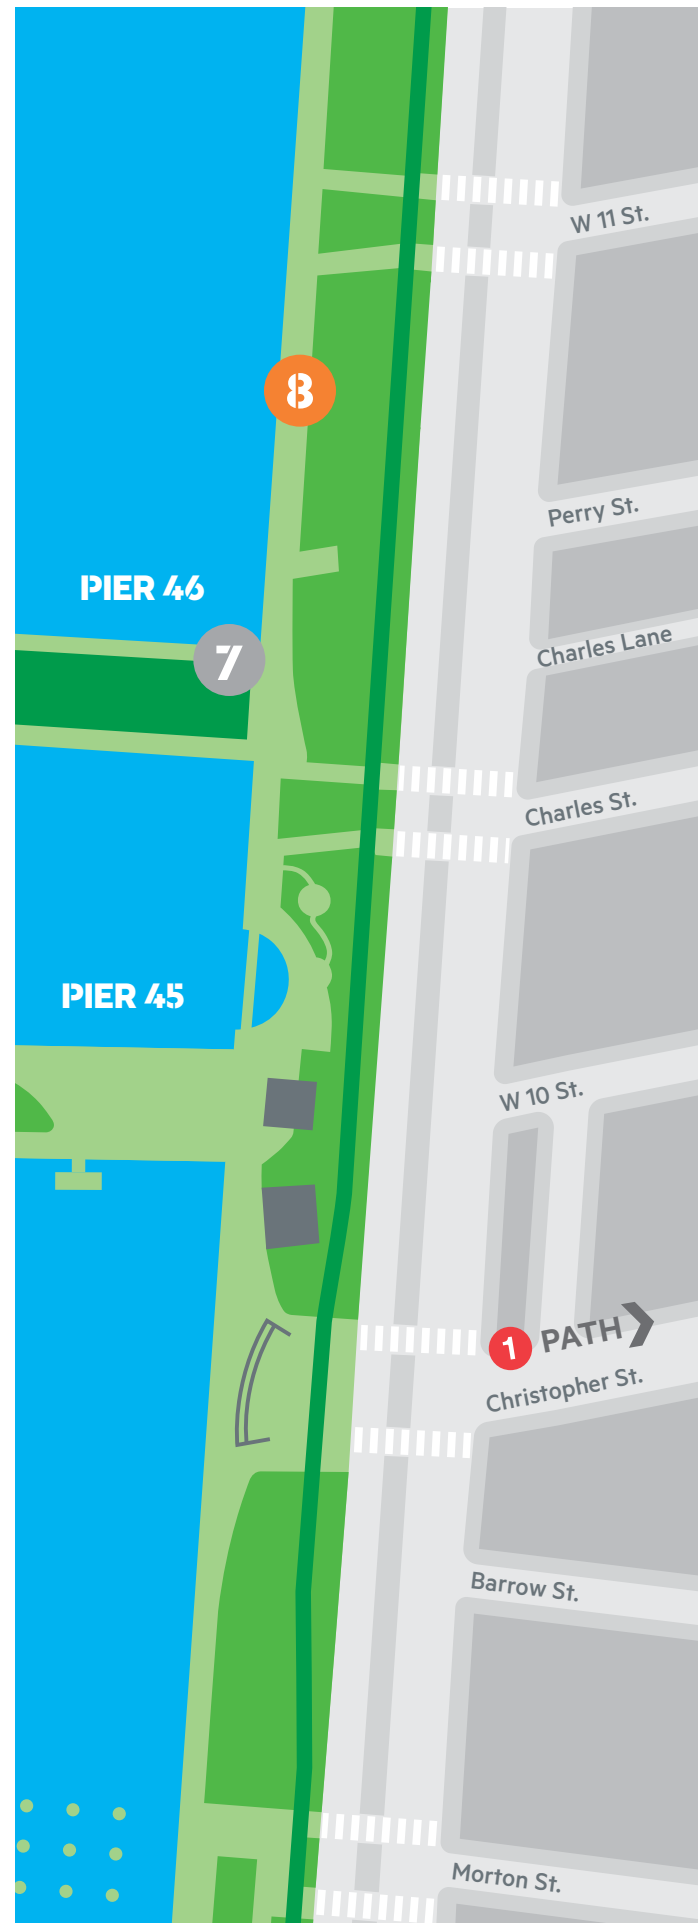 W 11 St.
8
Perry St.
PIER 46
Charles Lane
7
Charles St.
PIER 45
W 10 St.
1 PATH
Christopher St.
Barrow St.
Morton St.